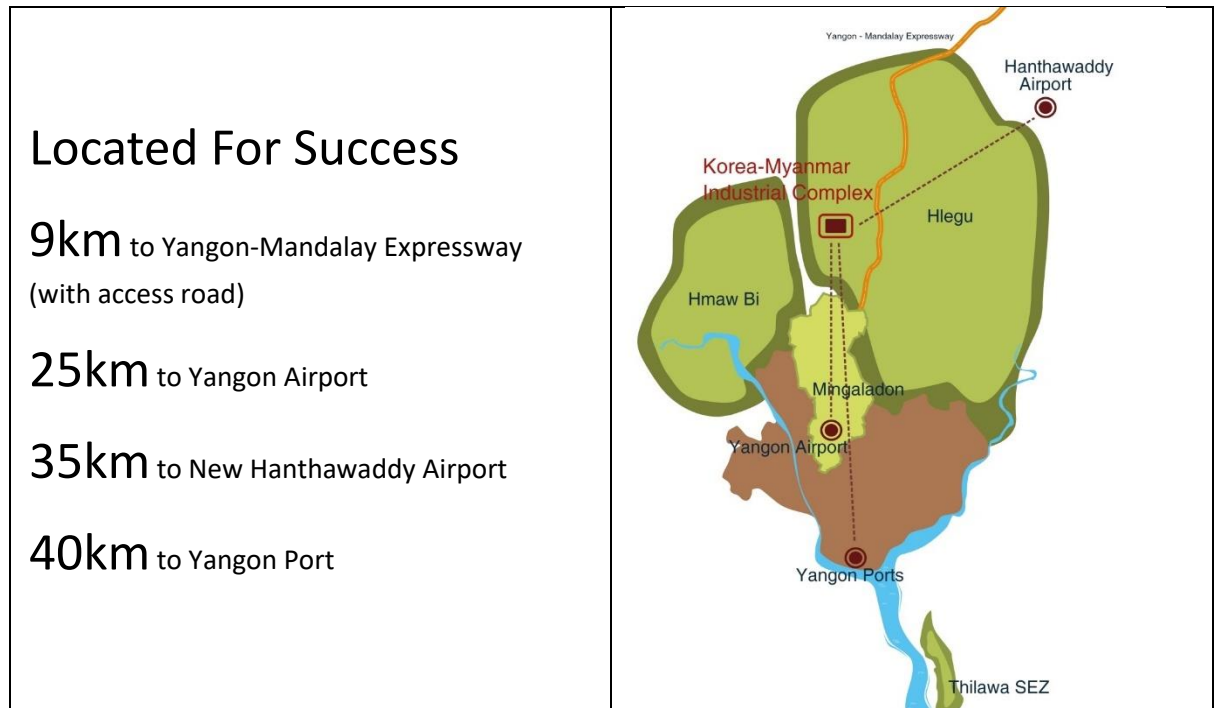 Located For Success
9km to Yangon-Mandalay Expressway
(with access road)
25km to Yangon Airport
35km to New Hanthawaddy Airport
40km to Yangon Port
Yangon - Mandalay Expressway
Hanthawaddy
Airport
Korea-Myanmar
Industrial Complex
Hlegu
Hmaw Bi
Mingaladon
Yangon Airport
Yangon Ports
Thilawa SEZ